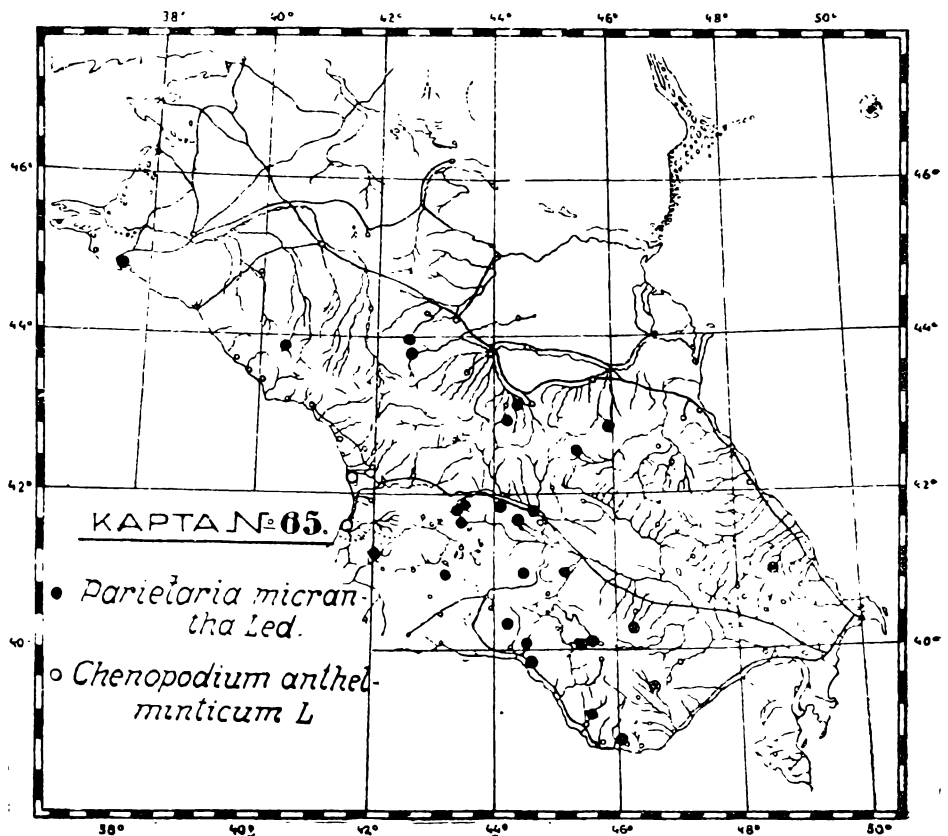 38° 40° 42° 44° 46° 48° 50°
46° 46°
44° 44°
42° 42°
КАРТА № 65.
Parietaria micran-
tha Led.
40° 40°
Chenopodium anthel-
minticum L
38° 40° 42° 44° 46° 48° 50°